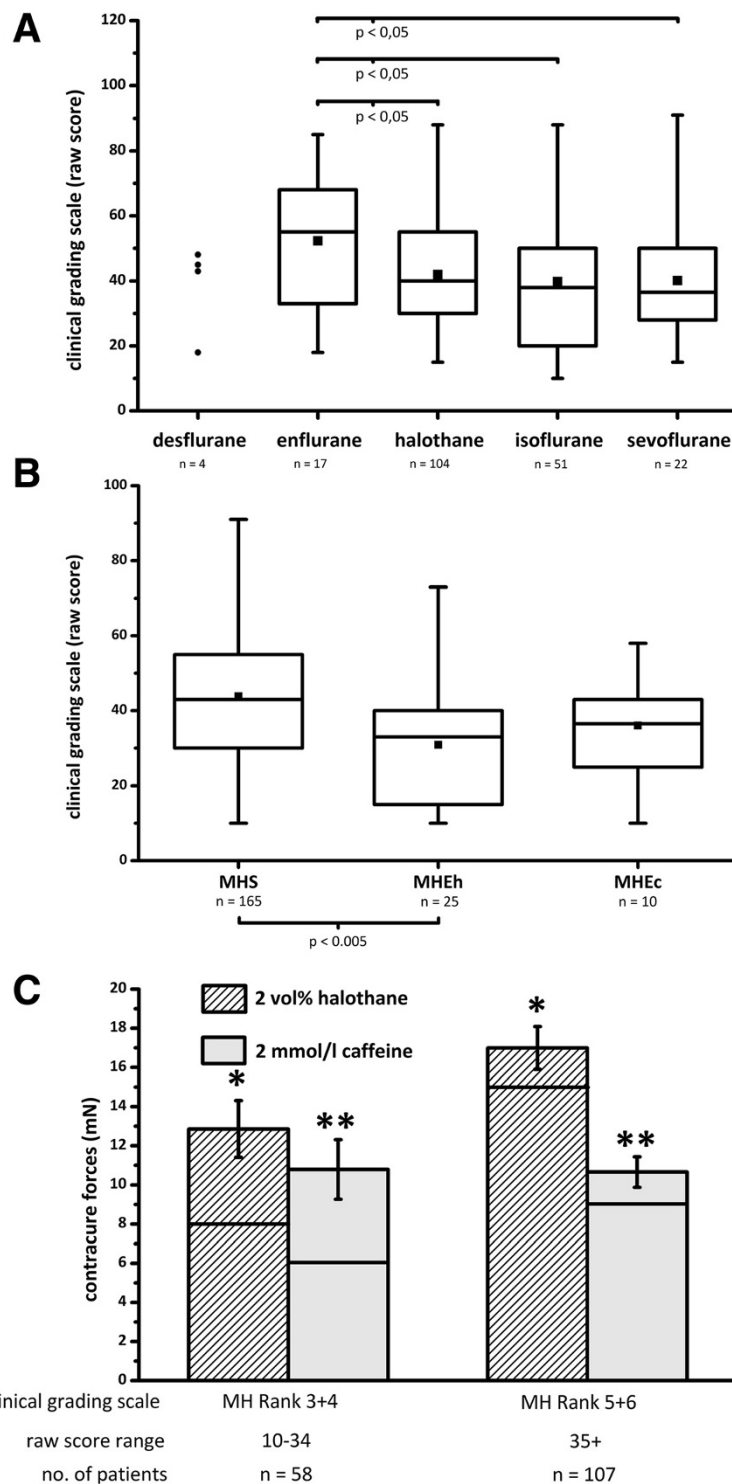 A
clinical grading scale (raw score)
120
100
80
60
40
20
0
p < 0,05
p < 0,05
p < 0,05
desflurane enflurane halothane isoflurane sevoflurane
n = 4 n = 17 n = 104 n = 51 n = 22
B
clinical grading scale (raw score)
100
80
60
40
20
0
MHS MHEh MHEc
n = 165 n = 25 n = 10
p < 0.005
C
contracure forces (mN)
20
18
16
14
12
10
8
6
4
2
0
2 vol% halothane
2 mmol/l caffeine
* ** * **
linical grading scale MH Rank 3+4 MH Rank 5+6
raw score range 10-34 35+
no. of patients n = 58 n = 107